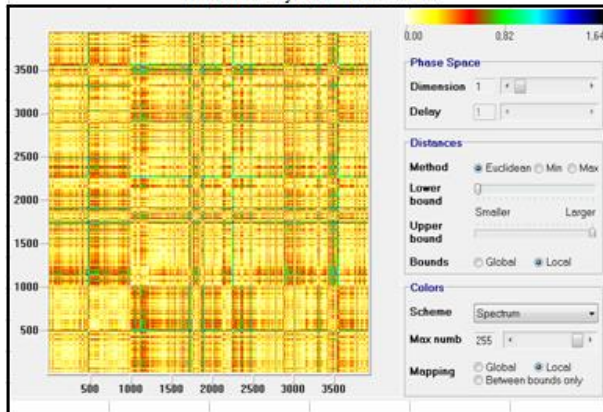 0.00 0.82 1.64
Phase Space
Dimension 1
Delay 1
Distances
Method Euclidean Min Max
Lower bound
Smaller Larger
Upper bound
Bounds Global Local
Colors
Scheme Spectrum
Max numb 255
Mapping Global Local
Between bounds only
3500
3000
2500
2000
1500
1000
500
500 1000 1500 2000 2500 3000 3500